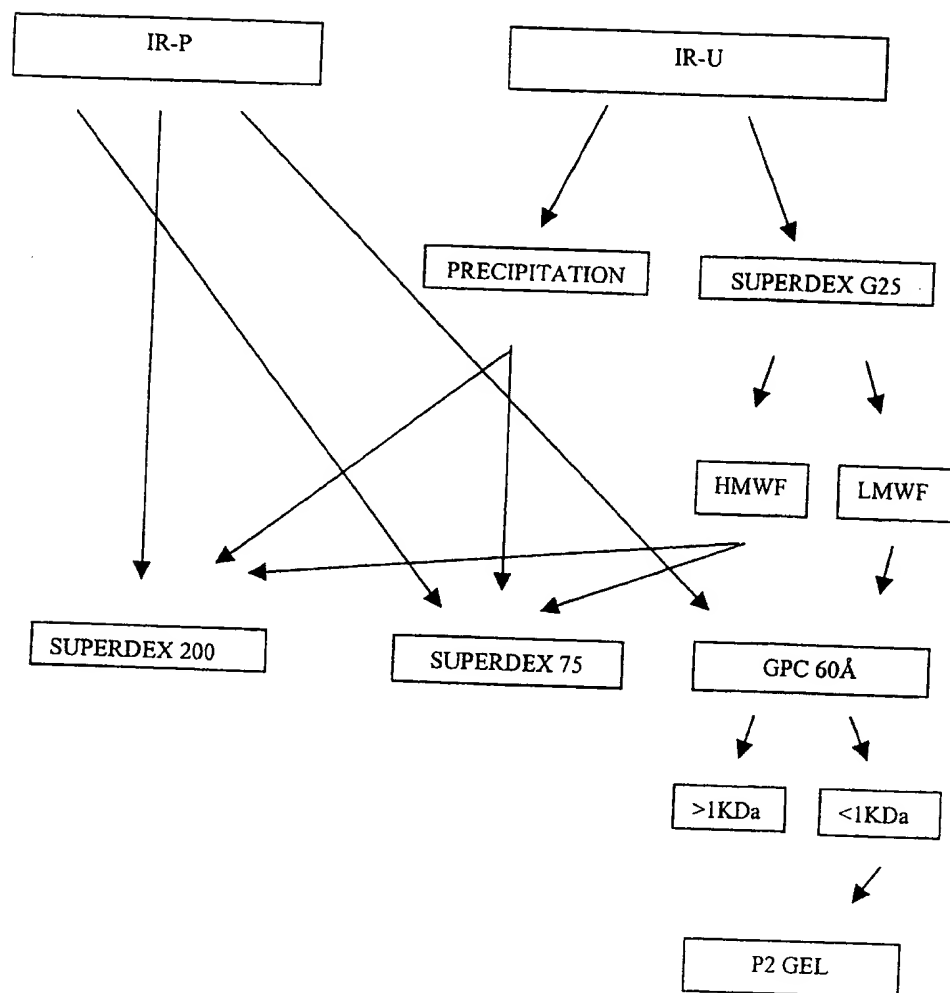 IR-P
IR-U
PRECIPITATION
SUPERDEX G25
HMWF
LMWF
SUPERDEX 200
SUPERDEX 75
GPC 60Å
>1KDa
<1KDa
P2 GEL